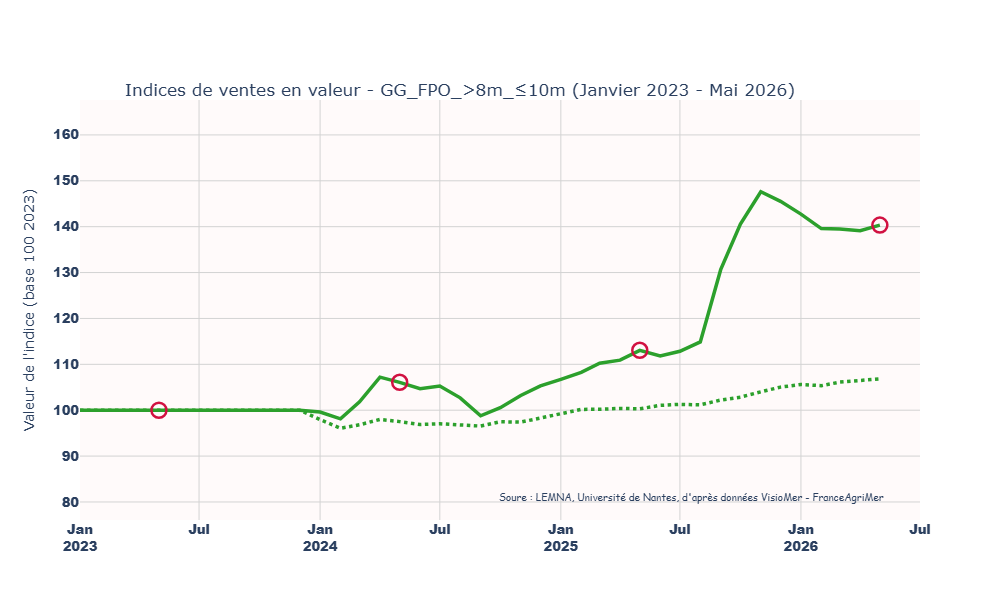 Indices de ventes en valeur - GG_FPO_>8m_≤10m (Janvier 2023 - Mai 2026)
Valeur de l'indice (base 100 2023)
160
150
140
130
120
110
100
90
80
Soure : LEMNA, Université de Nantes, d'après données VisioMer - FranceAgriMer
Jan Jul Jan Jul Jan Jul Jan Jul
2023 2024 2025 2026